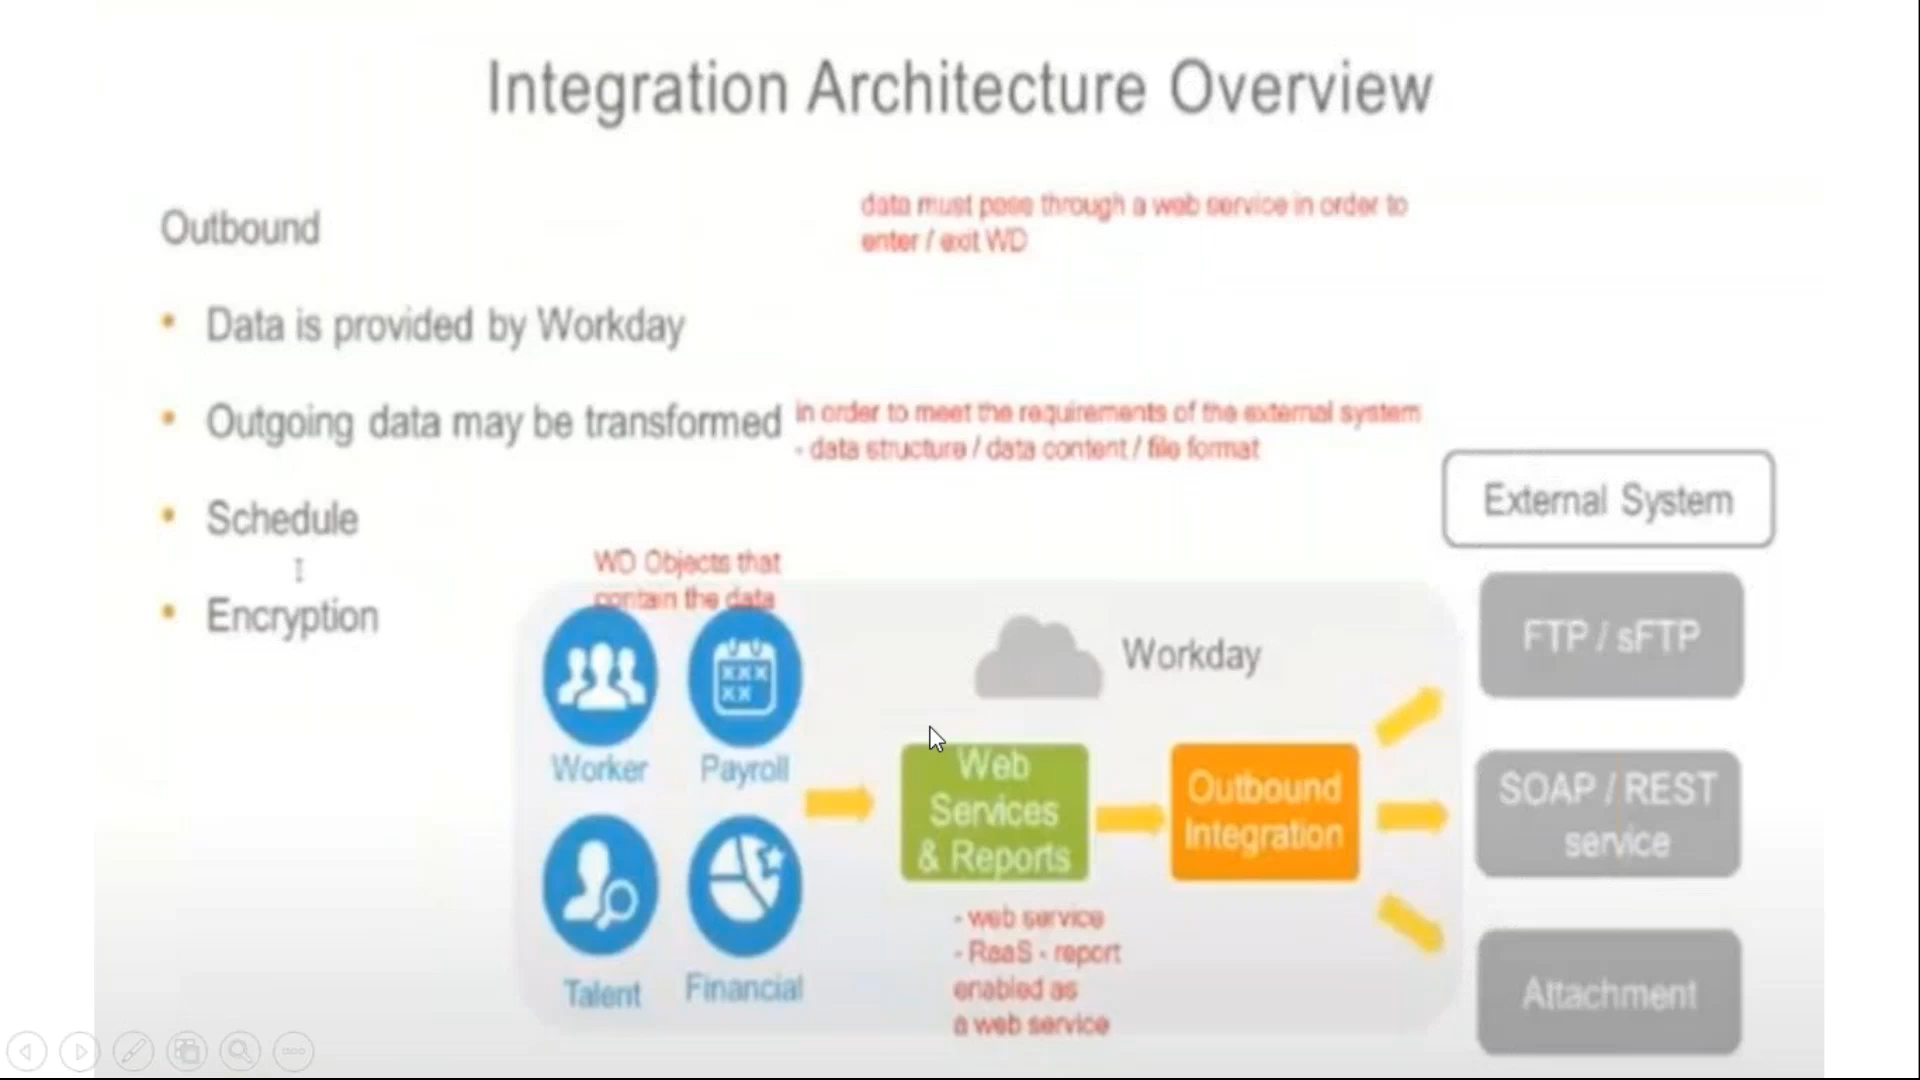 Integration Architecture Overview
data must pass through a web service in order to
enter / exit WD
Outbound
• Data is provided by Workday
• Outgoing data may be transformed
in order to meet the requirements of the external system
- data structure / data content / file format
• Schedule
• Encryption
External System
WD Objects that
contain the data
Workday
FTP / sFTP
XXX
XX
Worker
Payroll
Web
Services
& Reports
Outbound
Integration
SOAP / REST
service
- web service
- RaaS - report
enabled as
a web service
Talent
Financial
Attachment